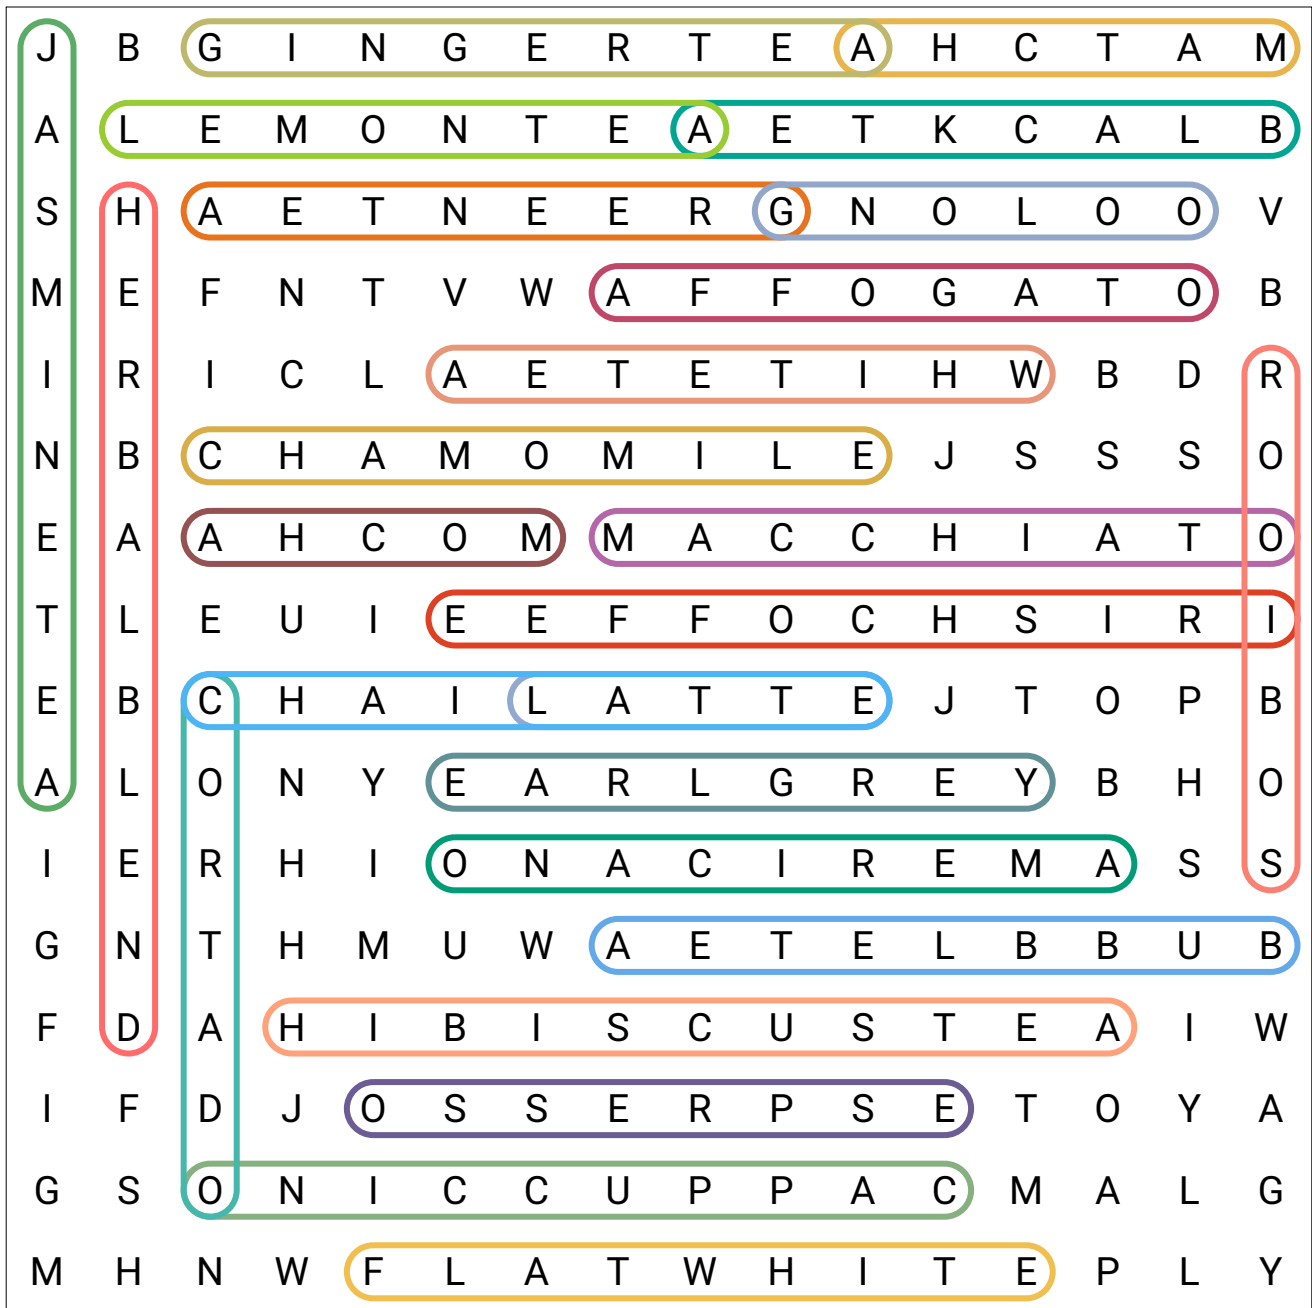 J B G I N G E R T E A H C T A M
A L E M O N T E A E T K C A L B
S H A E T N E E R G N O L O O V
M E F N T V W A F F O G A T O B
I R I C L A E T E T I H W B D R
N B C H A M O M I L E J S S S O
E A A H C O M M A C C H I A T O
T L E U I E E F F O C H S I R I
E B C H A I L A T T E J T O P B
A L O N Y E A R L G R E Y B H O
I E R H I O N A C I R E M A S S
G N T H M U W A E T E L B B U B
F D A H I B I S C U S T E A I W
I F D J O S S E R P S E T O Y A
G S O N I C C U P P A C M A L G
M H N W F L A T W H I T E P L Y